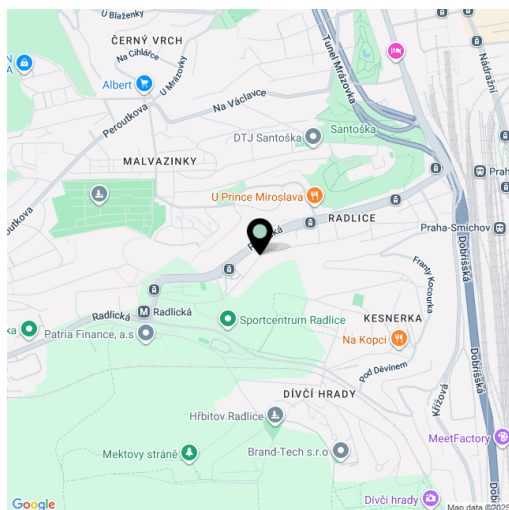 U Blaženky
ČERNÝ VRCH
Na Cihlářce
U Mrázovky
Albert
Peroutkova
Na Václavce
Tunel Mrázovka
Nádražní
Santoška
DTJ Santoška
MALVAZINKY
U Prince Miroslava
RADLICE
Praha-Smíchov
Dobříšská
Franty Kocourka
Radlická
M Radlická
Patria Finance, a.s
Sportcentrum Radlice
KESNERKA
Na Kopci
Pod Děvínem
DÍVČÍ HRADY
Křížová
Hřbitov Radlice
MeetFactory
Mektovy stráně
Brand-Tech s.r.o
Dívčí hrady
Google
Map data ©2025